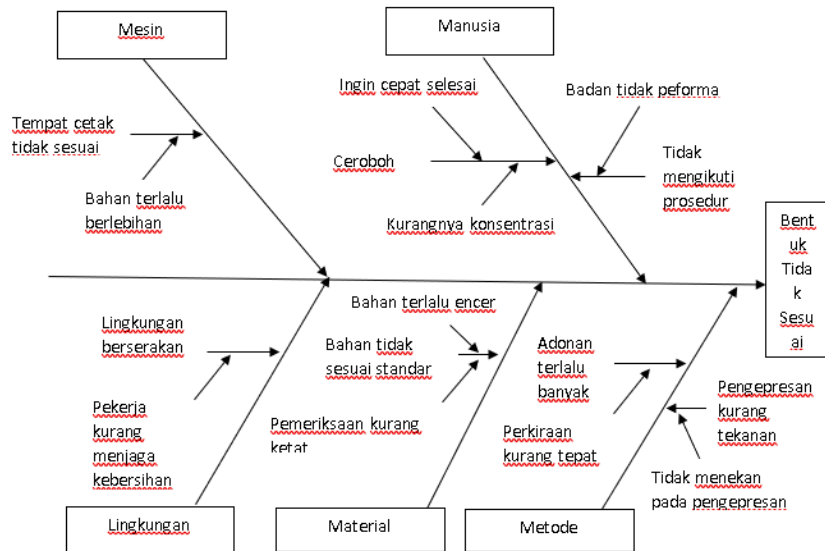 Mesin
Manusia
Ingin cepat selesai
Badan tidak peforma
Tempat cetak
tidak sesuai
Ceroboh
Tidak
mengikuti
prosedur
Bahan terlalu
berlebihan
Kurangnya konsentrasi
Bent
uk
Tida
k
Sesu
ai
Lingkungan
berserakan
Bahan terlalu encer
Bahan tidak
sesuai standar
Adonan
terlalu
banyak
Pengepresan
kurang
tekanan
Pekerja
kurang
menjaga
kebersihan
Pemeriksaan kurang
ketat
Perkiraan
kurang tepat
Tidak menekan
pada pengepresan
Lingkungan
Material
Metode